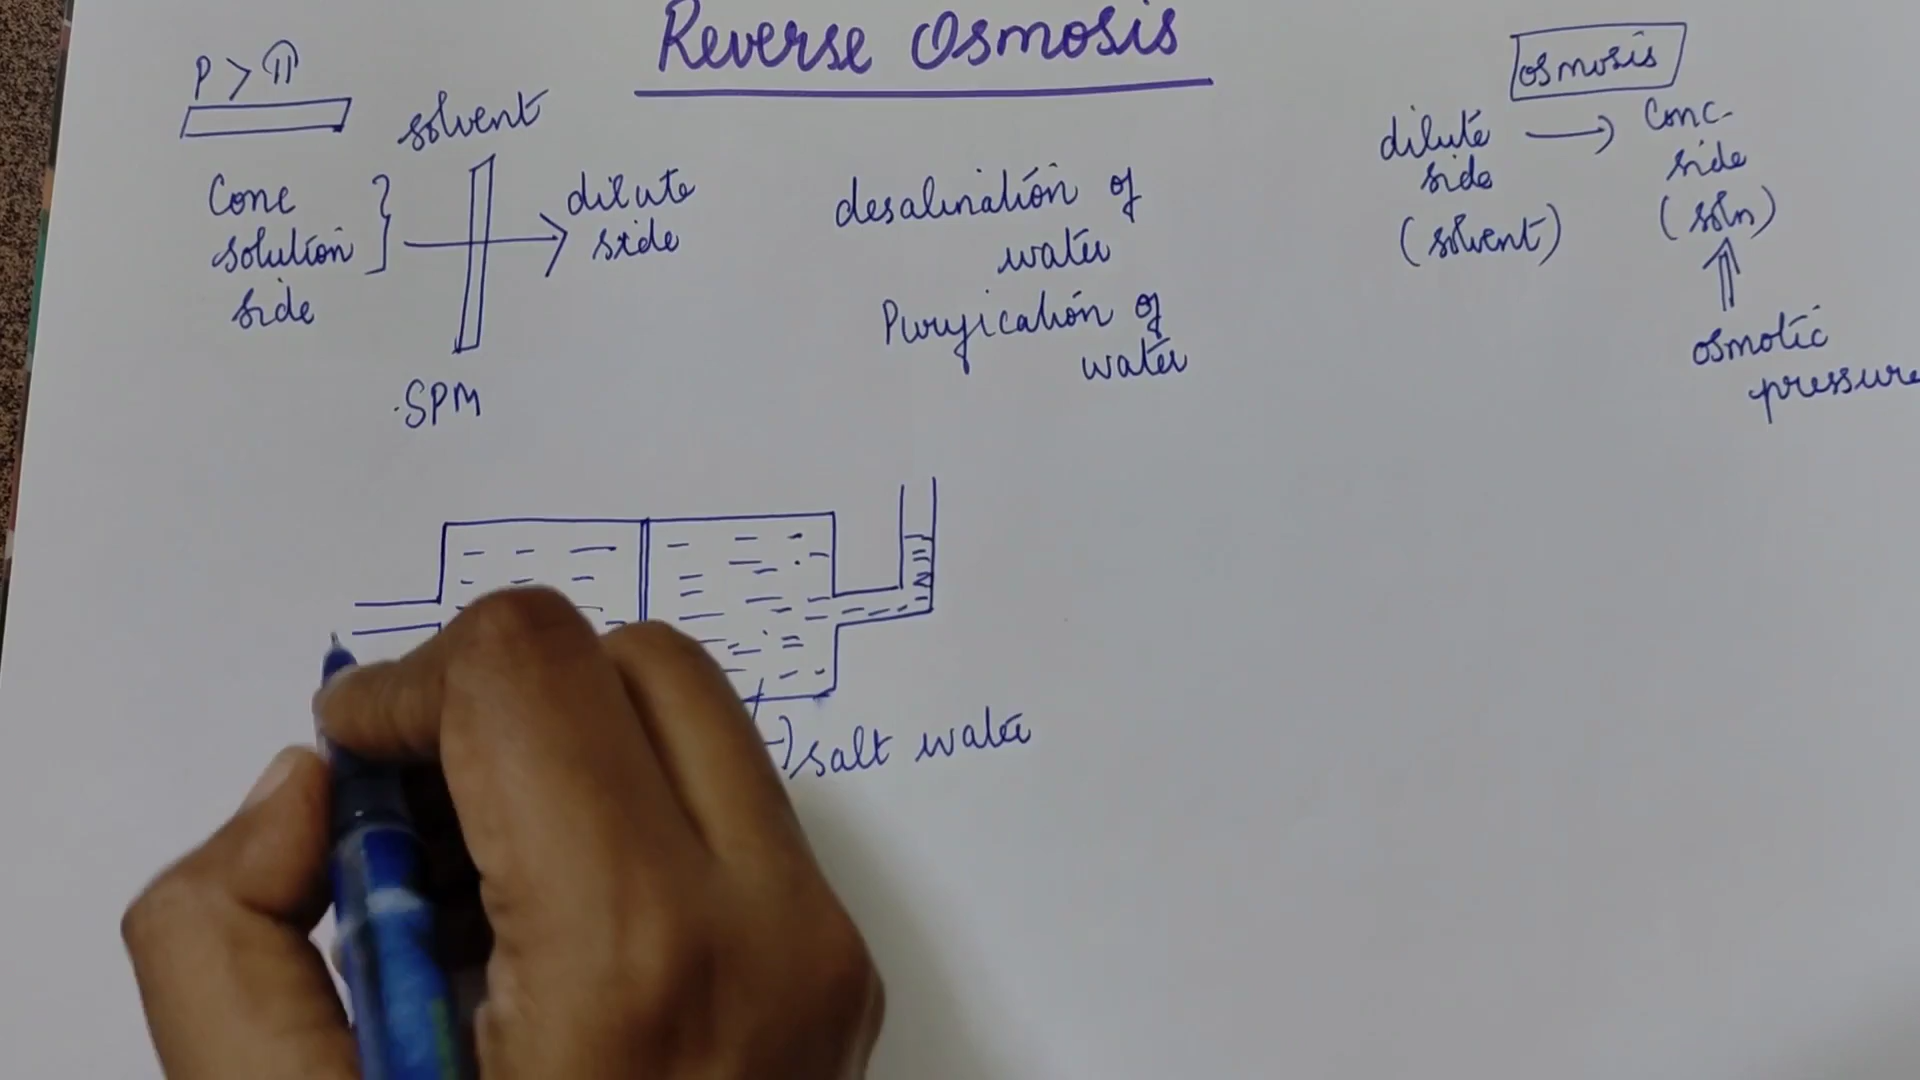 Reverse Osmosis
P > π
solvent
Conc
solution
side
dilute
side
SPM
desalination of
water
Purification of
water
osmosis
dilute
side
(solvent)
Conc.
side
(soln)
osmotic
pressure
salt water